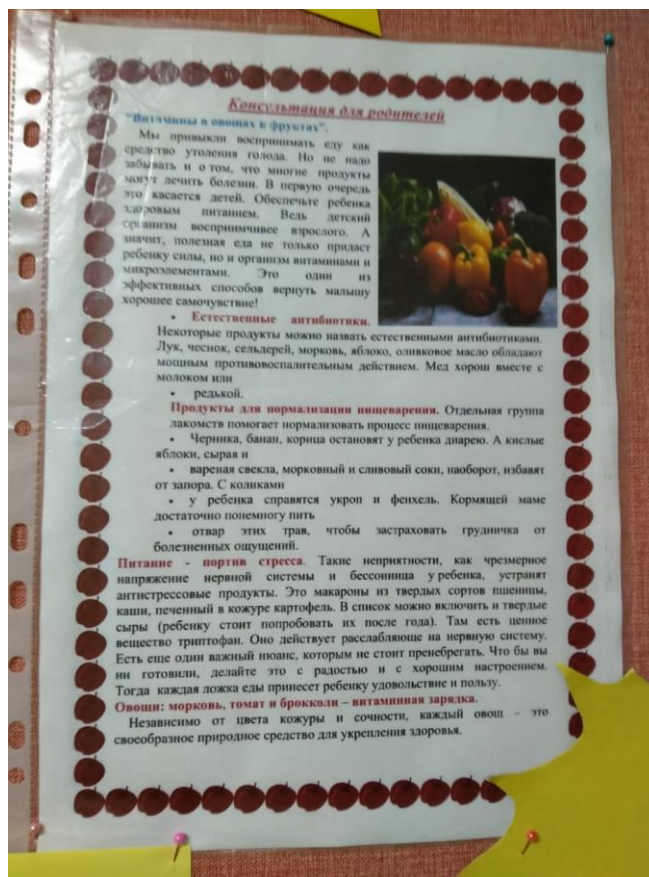 Консультация для родителей
"Витамины в овощах и фруктах".
Мы привыкли воспринимать еду как
средство утоления голода. Но не надо
забывать и о том, что многие продукты
могут лечить болезни. В первую очередь
это касается детей. Обеспечьте ребенка
здоровым питанием. Ведь детский
организм восприимчивее взрослого. А
значит, полезная еда не только придаст
ребенку силы, но и организм витаминами и
микроэлементами. Это один из
эффективных способов вернуть малышу
хорошее самочувствие!
• Естественные антибиотики.
Некоторые продукты можно назвать естественными антибиотиками.
Лук, чеснок, сельдерей, морковь, яблоко, оливковое масло обладают
мощным противовоспалительным действием. Мед хорош вместе с
молоком или
• редькой.
Продукты для нормализации пищеварения. Отдельная группа
лакомств помогает нормализовать процесс пищеварения.
• Черника, банан, корица остановят у ребенка диарею. А кислые
яблоки, сырая и
• вареная свекла, морковный и сливовый соки, наоборот, избавят
от запора. С коликами
• у ребенка справятся укроп и фенхель. Кормящей маме
достаточно понемногу пить
• отвар этих трав, чтобы застраховать грудничка от
болезненных ощущений.
Питание - портив стресса. Такие неприятности, как чрезмерное
напряжение нервной системы и бессонница у ребенка, устранят
антистрессовые продукты. Это макароны из твердых сортов пшеницы,
каши, печенный в кожуре картофель. В список можно включить и твердые
сыры (ребенку стоит попробовать их после года). Там есть ценное
вещество триптофан. Оно действует расслабляюще на нервную систему.
Есть еще один важный нюанс, которым не стоит пренебрегать. Что бы вы
ни готовили, делайте это с радостью и с хорошим настроением.
Тогда каждая ложка еды принесет ребенку удовольствие и пользу.
Овощи: морковь, томат и брокколи – витаминная зарядка.
Независимо от цвета кожуры и сочности, каждый овощ – это
своеобразное природное средство для укрепления здоровья.